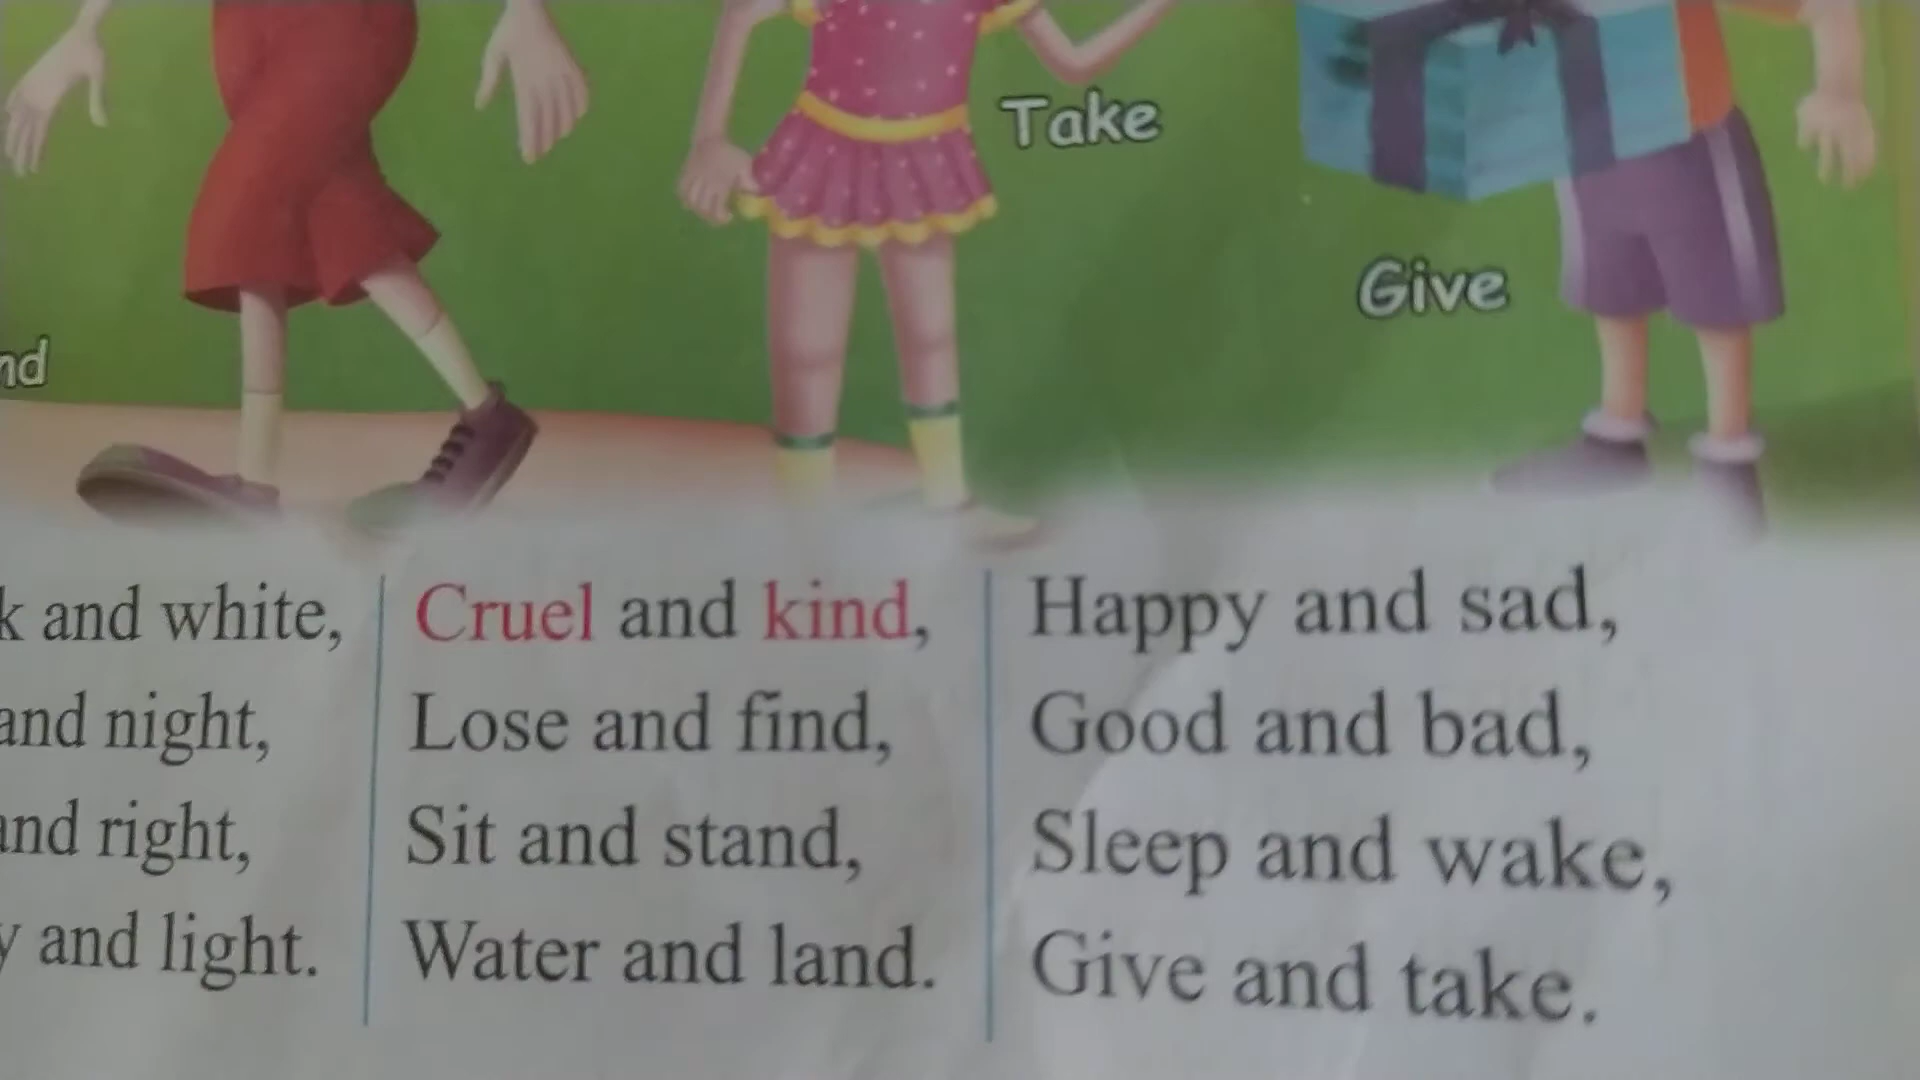 Take
Give
and white,
and night,
and right,
and light.
Cruel and kind,
Lose and find,
Sit and stand,
Water and land.
Happy and sad,
Good and bad,
Sleep and wake,
Give and take.